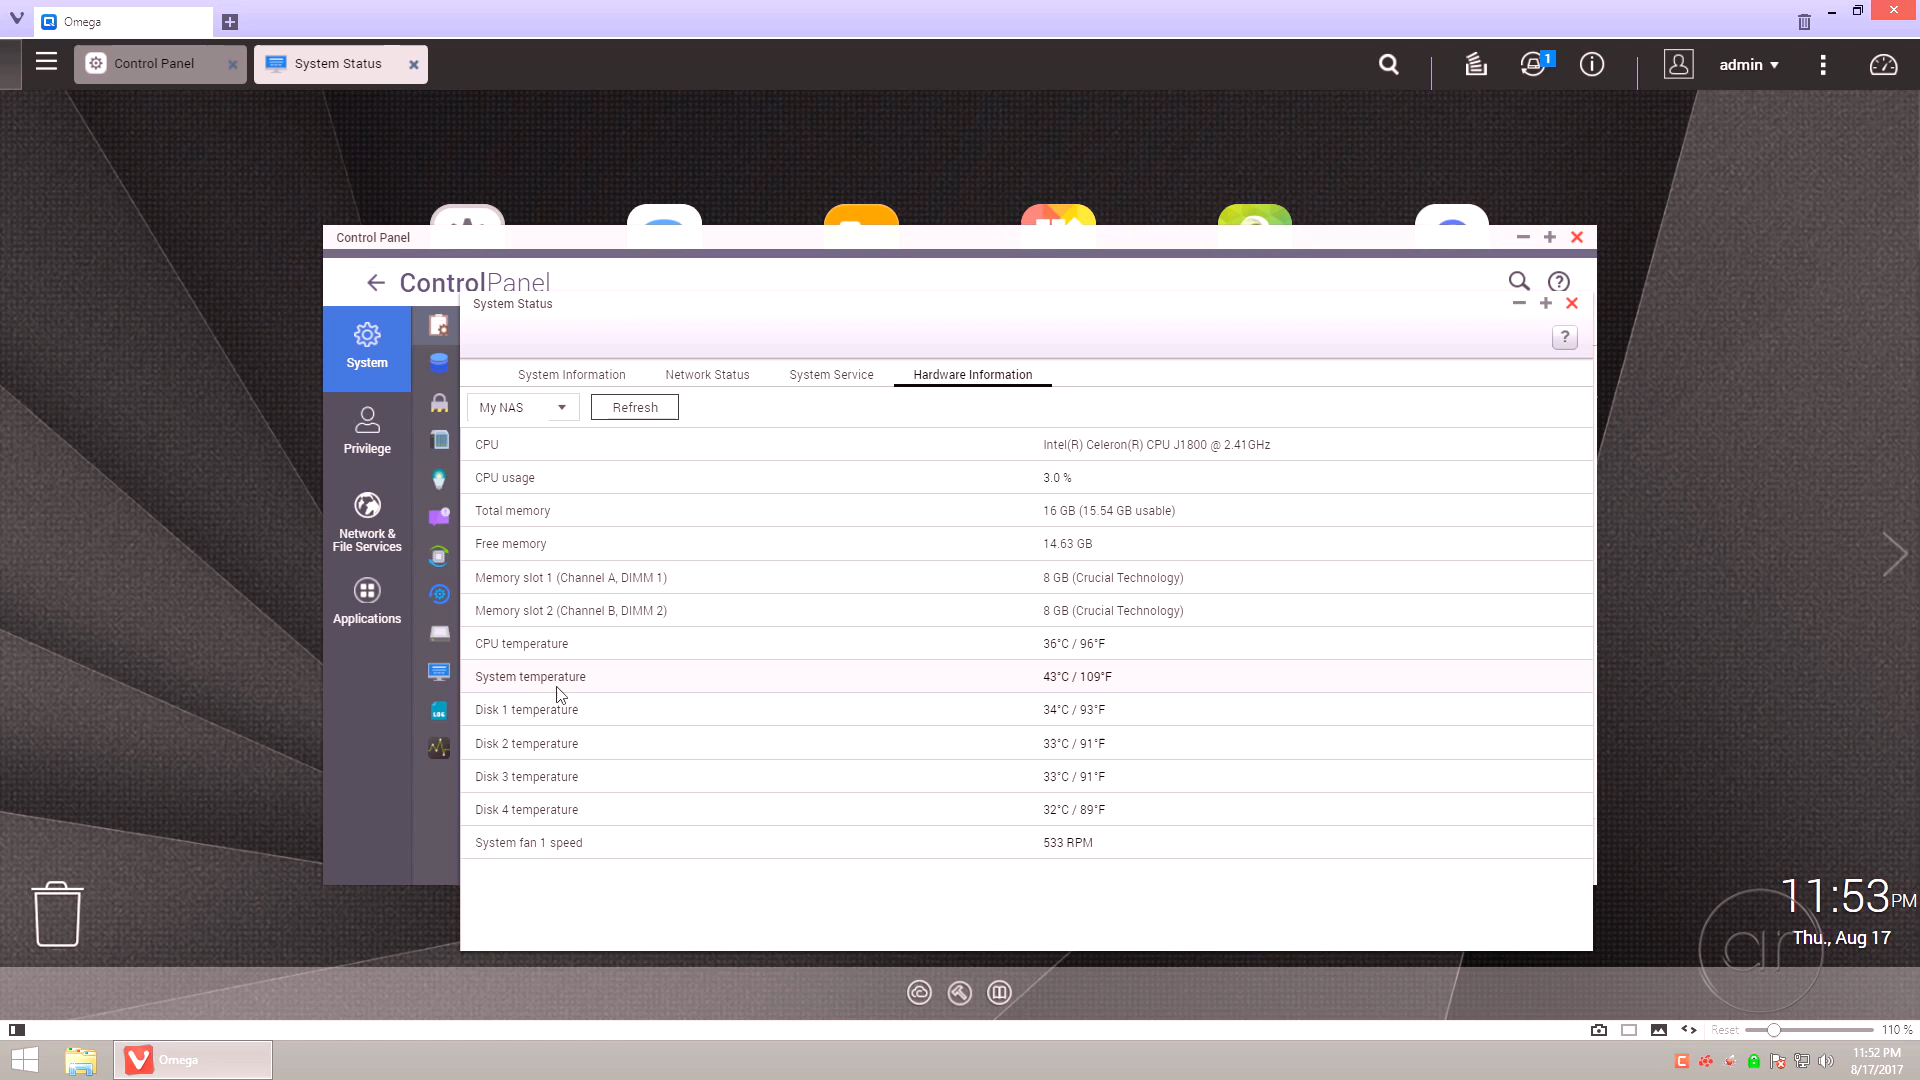 Omega
Control Panel
System Status
1
admin
Control Panel
ControlPanel
System Status
?
System
Privilege
Network &
File Services
Applications
LOG
System Information Network Status System Service Hardware Information
My NAS Refresh
CPU Intel(R) Celeron(R) CPU J1800 @ 2.41GHz
CPU usage 3.0 %
Total memory 16 GB (15.54 GB usable)
Free memory 14.63 GB
Memory slot 1 (Channel A, DIMM 1) 8 GB (Crucial Technology)
Memory slot 2 (Channel B, DIMM 2) 8 GB (Crucial Technology)
CPU temperature 36°C / 96°F
System temperature 43°C / 109°F
Disk 1 temperature 34°C / 93°F
Disk 2 temperature 33°C / 91°F
Disk 3 temperature 33°C / 91°F
Disk 4 temperature 32°C / 89°F
System fan 1 speed 533 RPM
11:53 PM
Thu., Aug 17
ar
Reset 110 %
Omega
11:52 PM
8/17/2017